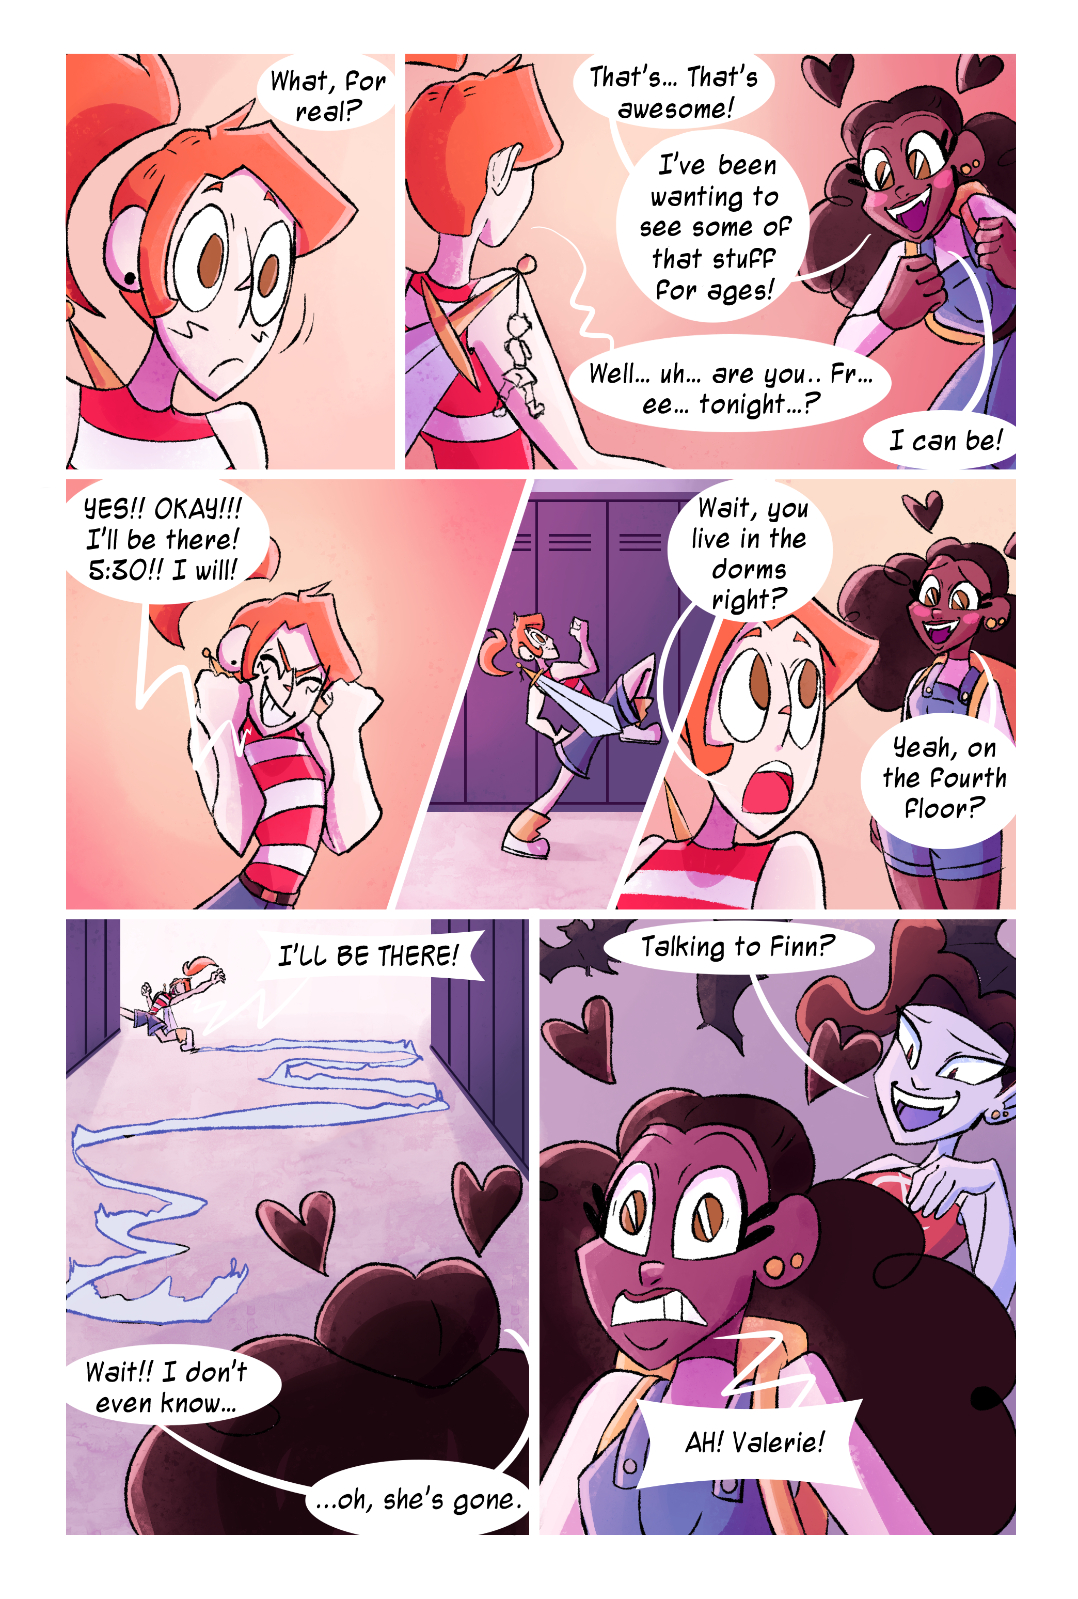 What, for
real?
That's... That's
awesome!
I've been
wanting to
see some of
that stuff
for ages!
Well... uh... are you.. Fr...
ee... tonight...?
I can be!
YES!! OKAY!!!
I'll be there!
5:30!! I will!
Wait, you
live in the
dorms
right?
Yeah, on
the fourth
floor?
I'LL BE THERE!
Wait!! I don't
even know...
...oh, she's gone.
Talking to Finn?
AH! Valerie!